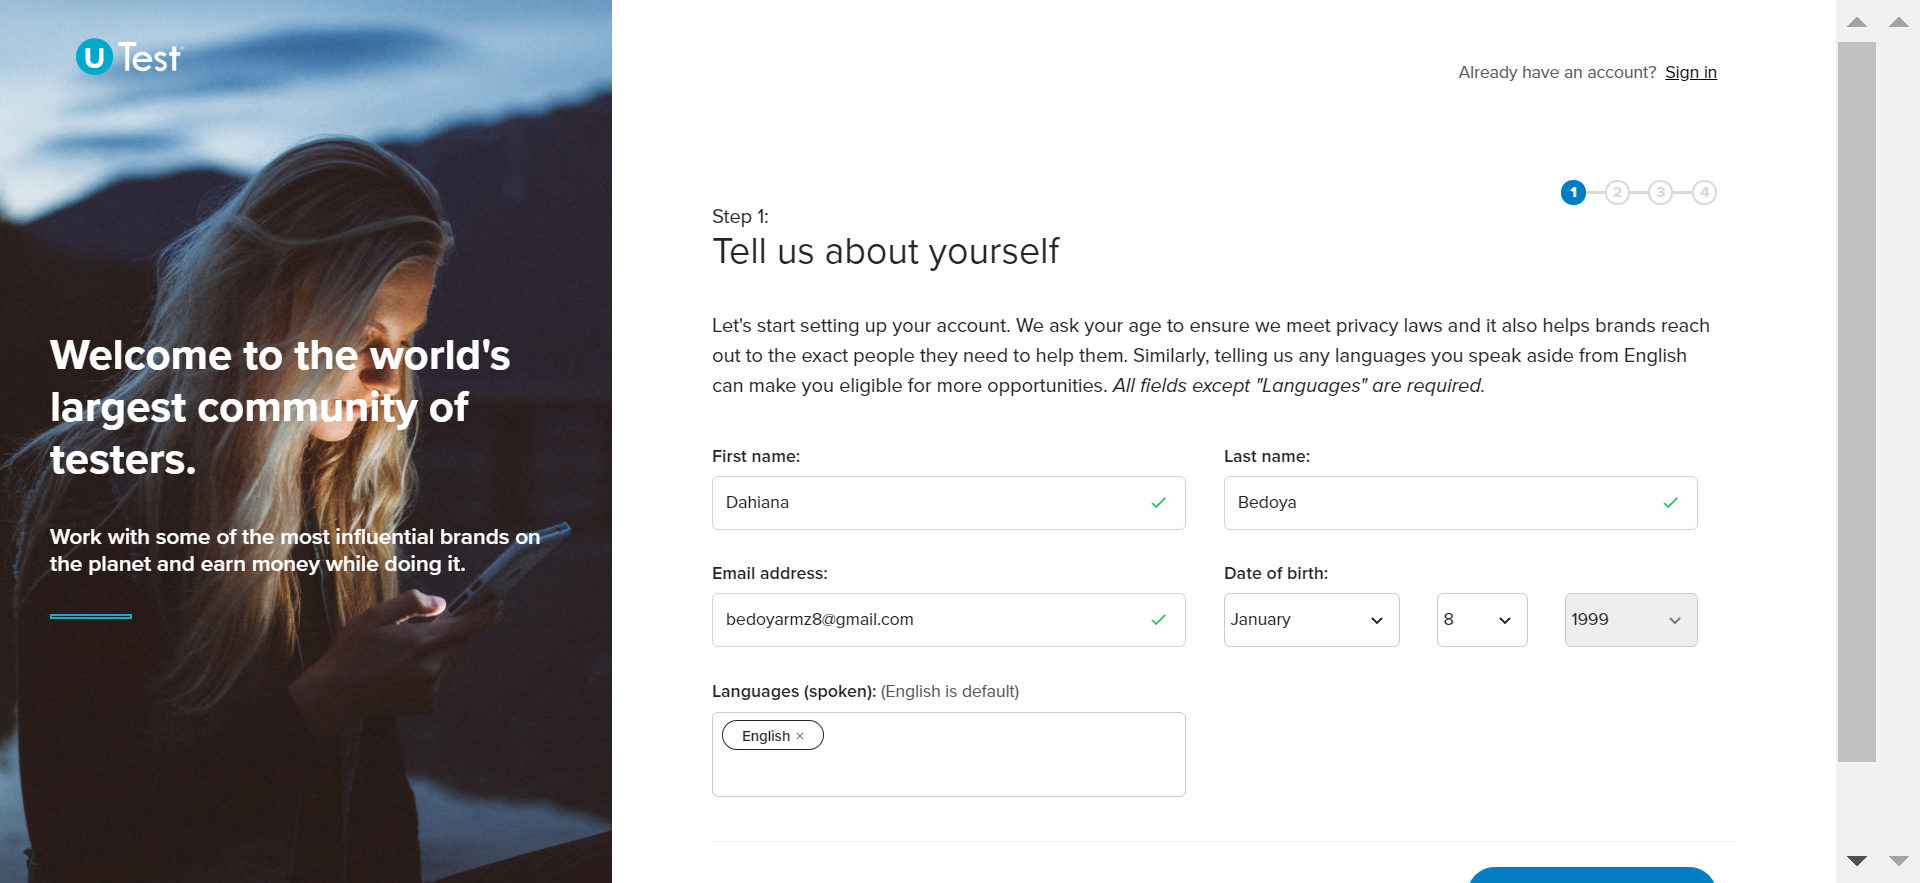 U Test
Welcome to the world's
largest community of
testers.
Work with some of the most influential brands on
the planet and earn money while doing it.
Already have an account? Sign in
1 2 3 4
Step 1:
Tell us about yourself
Let's start setting up your account. We ask your age to ensure we meet privacy laws and it also helps brands reach
out to the exact people they need to help them. Similarly, telling us any languages you speak aside from English
can make you eligible for more opportunities. All fields except "Languages" are required.
First name: Last name:
Dahiana Bedoya
Email address: Date of birth:
bedoyarmz8@gmail.com January 8 1999
Languages (spoken): (English is default)
English ×